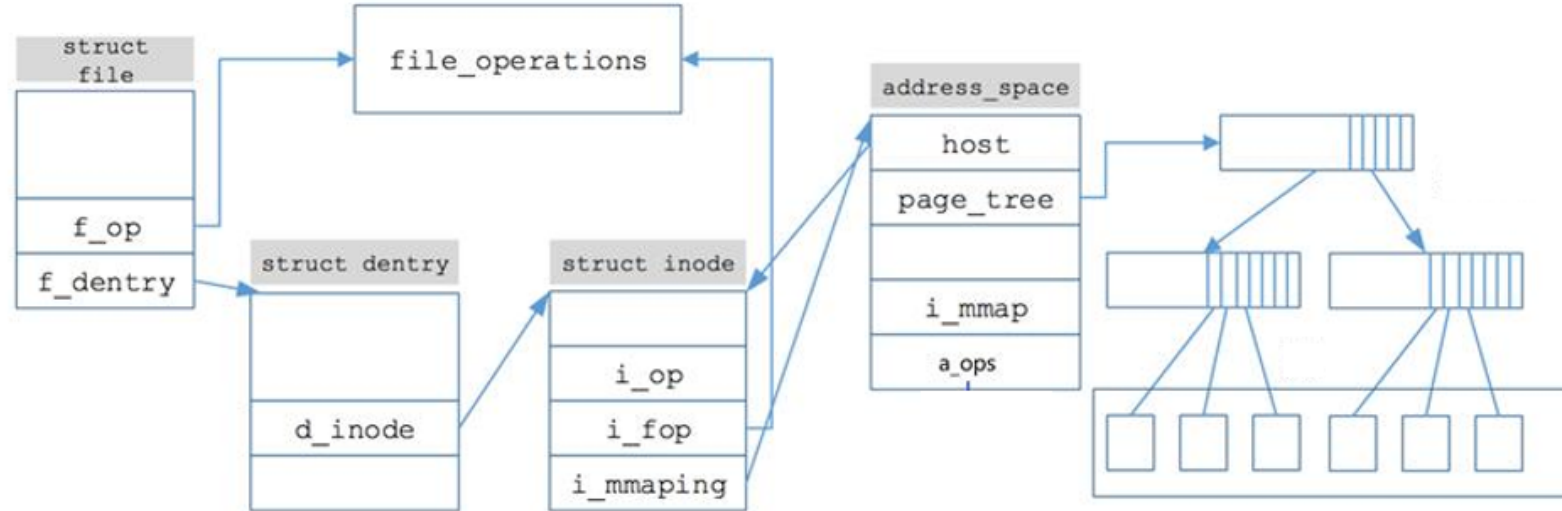 struct
file
f_op
f_dentry
file_operations
struct dentry
d_inode
struct inode
i_op
i_fop
i_mmaping
address_space
host
page_tree
i_mmap
a_ops